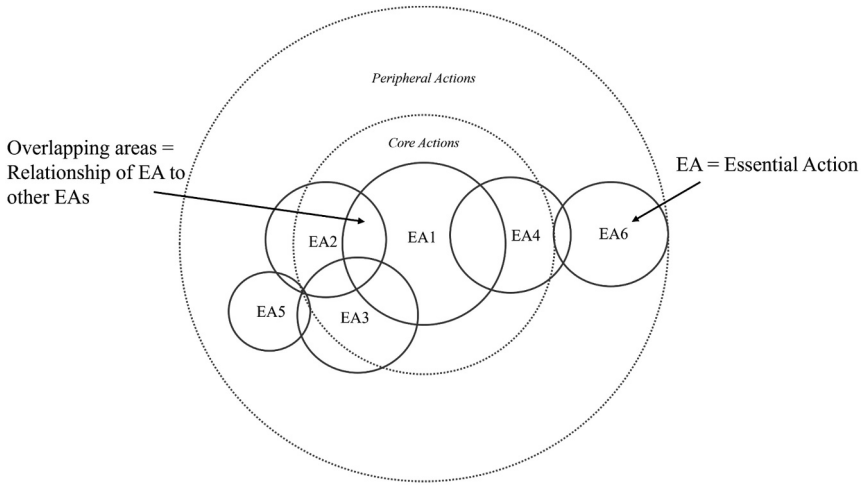 Peripheral Actions
Core Actions
Overlapping areas =
Relationship of EA to
other EAs
EA = Essential Action
EA1
EA2
EA3
EA4
EA5
EA6